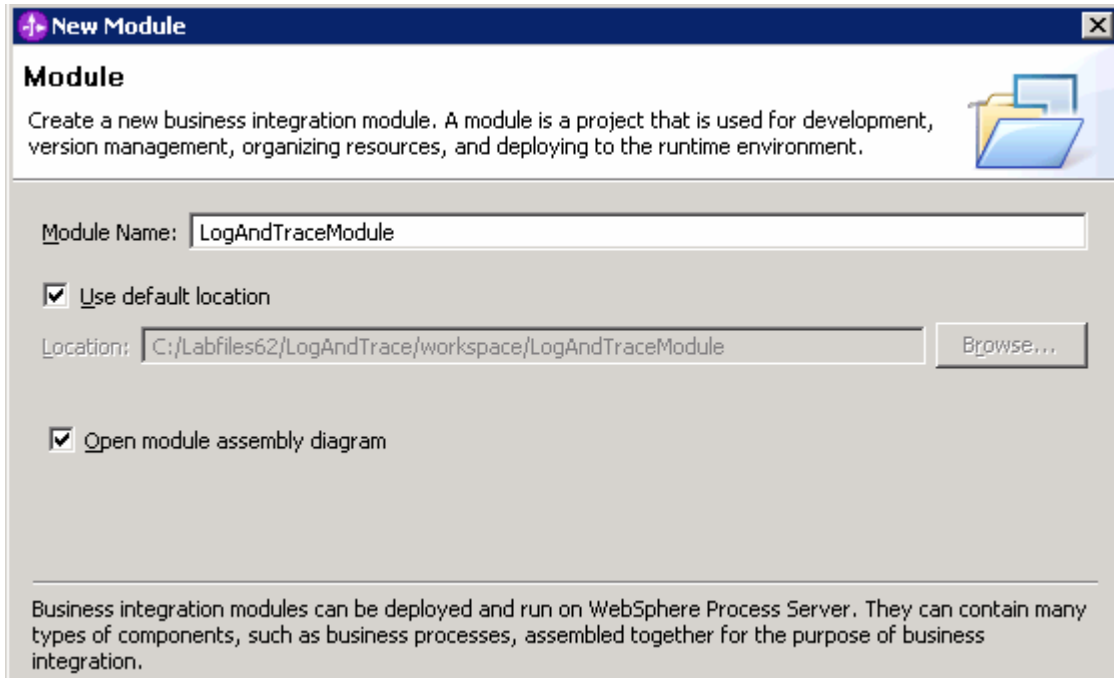 New Module
Module
Create a new business integration module. A module is a project that is used for development,
version management, organizing resources, and deploying to the runtime environment.
Module Name: LogAndTraceModule
Use default location
Location: C:/Labfiles62/LogAndTrace/workspace/LogAndTraceModule Browse...
Open module assembly diagram
Business integration modules can be deployed and run on WebSphere Process Server. They can contain many
types of components, such as business processes, assembled together for the purpose of business
integration.